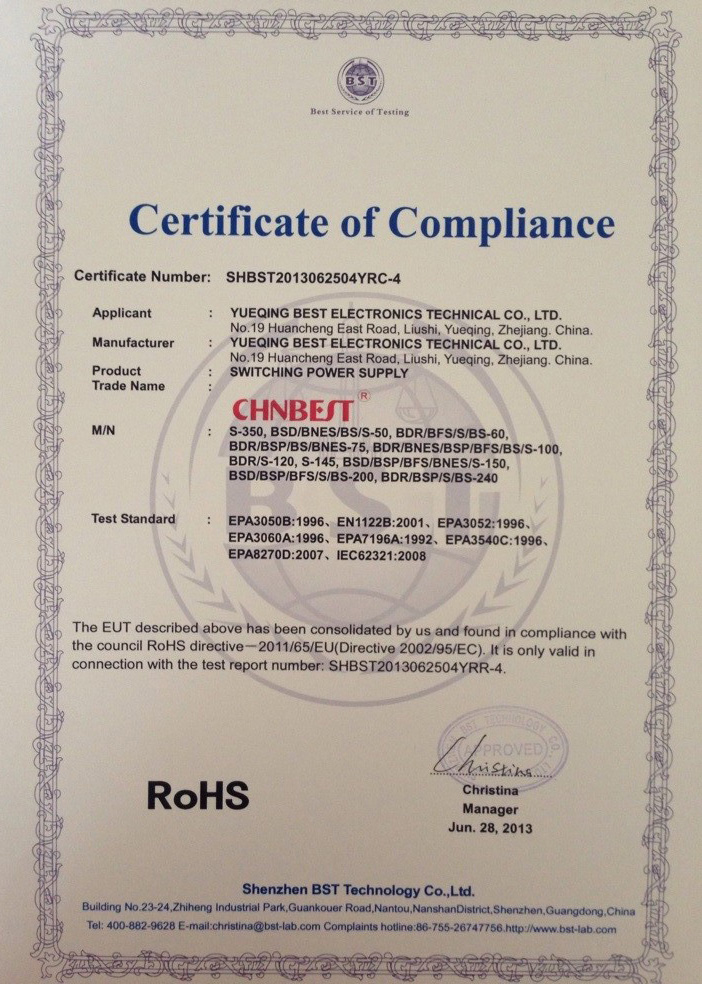 BST
Best Service of Testing
Certificate of Compliance
Certificate Number: SHBST2013062504YRC-4
Applicant : YUEQING BEST ELECTRONICS TECHNICAL CO., LTD.
No.19 Huancheng East Road, Liushi, Yueqing, Zhejiang. China.
Manufacturer : YUEQING BEST ELECTRONICS TECHNICAL CO., LTD.
No.19 Huancheng East Road, Liushi, Yueqing, Zhejiang. China.
Product : SWITCHING POWER SUPPLY
Trade Name :
CHNBEST®
M/N : S-350, BSD/BNES/BS/S-50, BDR/BFS/S/BS-60,
BDR/BSP/BS/BNES-75, BDR/BNES/BSP/BFS/BS/S-100,
BDR/S-120, S-145, BSD/BSP/BFS/BNES/S-150,
BSD/BSP/BFS/S/BS-200, BDR/BSP/S/BS-240
Test Standard : EPA3050B:1996、EN1122B:2001、EPA3052:1996、
EPA3060A:1996、EPA7196A:1992、EPA3540C:1996、
EPA8270D:2007、IEC62321:2008
BST
The EUT described above has been consolidated by us and found in compliance with
the council RoHS directive－2011/65/EU(Directive 2002/95/EC). It is only valid in
connection with the test report number: SHBST2013062504YRR-4.
BST TECHNOLOGY CO.
APPROVED
Christina
RoHS
Christina
Manager
Jun. 28, 2013
Shenzhen BST Technology Co.,Ltd.
Building No.23-24,Zhiheng Industrial Park,Guankouer Road,Nantou,NanshanDistrict,Shenzhen,Guangdong,China
Tel: 400-882-9628 E-mail:christina@bst-lab.com Complaints hotline:86-755-26747756.http://www.bst-lab.com